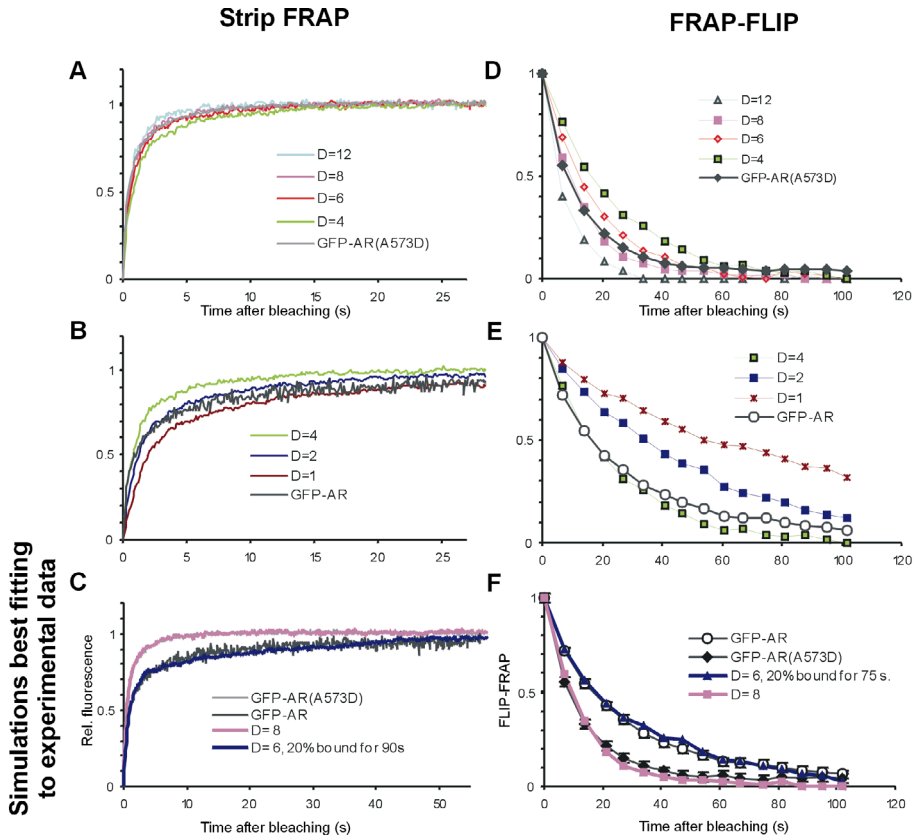 Strip FRAP
FRAP-FLIP
A
1
0.5
0
0
5
10
15
20
25
Time after bleaching (s)
D=12
D=8
D=6
D=4
GFP-AR(A573D)
D
1
0.5
0
0
20
40
60
80
100
120
Time after bleaching (s)
D=12
D=8
D=6
D=4
GFP-AR(A573D)
B
1
0.5
0
0
5
10
15
20
25
Time after bleaching (s)
D=4
D=2
D=1
GFP-AR
E
1
0.5
0
0
20
40
60
80
100
120
Time after bleaching (s)
D=4
D=2
D=1
GFP-AR
Simulations best fitting
to experimental data
C
Rel. fluorescence
1
0.5
0
0
10
20
30
40
50
Time after bleaching (s)
GFP-AR(A573D)
GFP-AR
D= 8
D= 6, 20% bound for 90s
F
FLIP-FRAP
1
0.5
0
0
20
40
60
80
100
120
Time after bleaching (s)
GFP-AR
GFP-AR(A573D)
D= 6, 20% bound for 75 s.
D= 8